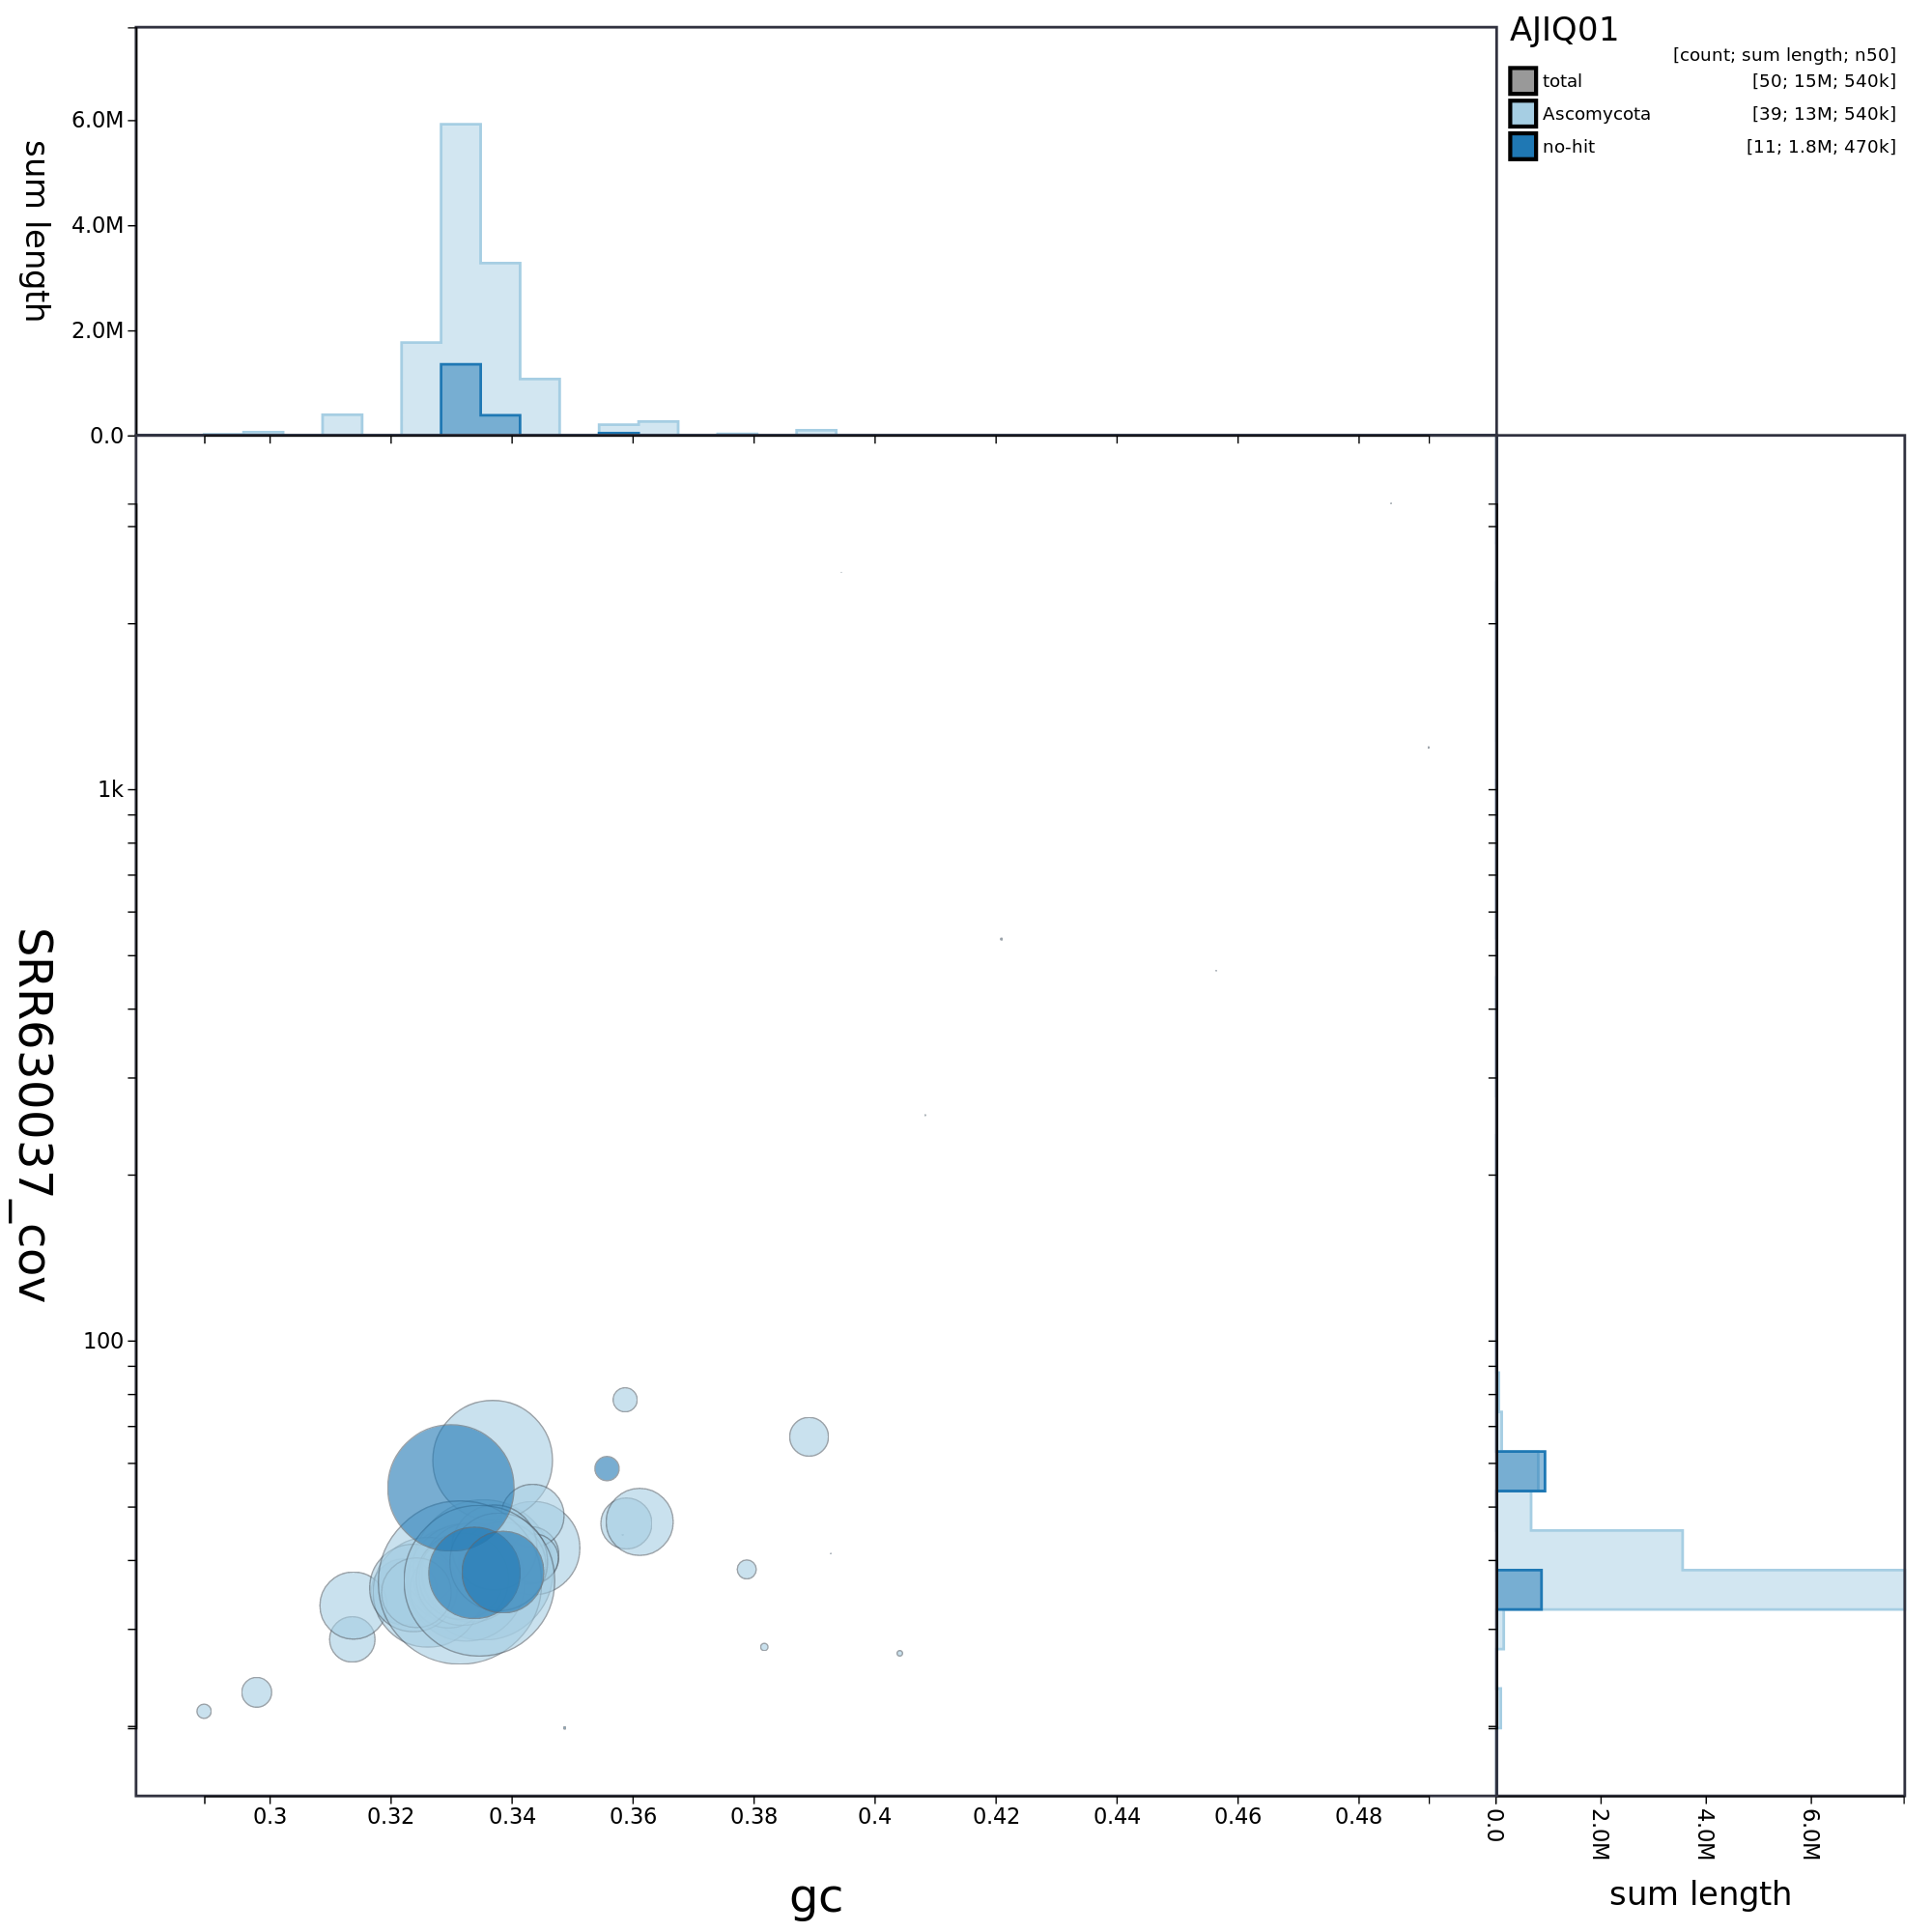 AJIQ01
[count; sum length; n50]
total [50; 15M; 540k]
Ascomycota [39; 13M; 540k]
no-hit [11; 1.8M; 470k]
sum length
6.0M
4.0M
2.0M
0.0
SRR630037_cov
1k
100
0.3 0.32 0.34 0.36 0.38 0.4 0.42 0.44 0.46 0.48
gc
0.0 2.0M 4.0M 6.0M
sum length